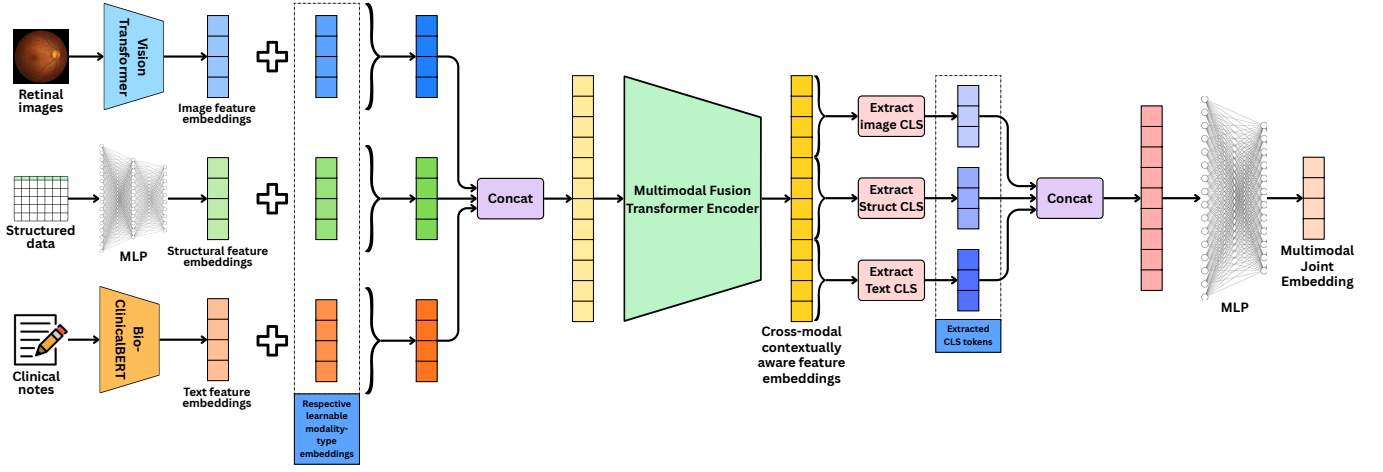 Retinal
images
Vision
Transformer
Image feature
embeddings
Structured
data
MLP
Structural feature
embeddings
Clinical
notes
Bio-
ClinicalBERT
Text feature
embeddings
Respective
learnable
modality-
type
embeddings
Concat
Multimodal Fusion
Transformer Encoder
Cross-modal
contextually
aware feature
embeddings
Extract
image CLS
Extract
Struct CLS
Extract
Text CLS
Extracted
CLS tokens
Concat
MLP
Multimodal
Joint
Embedding